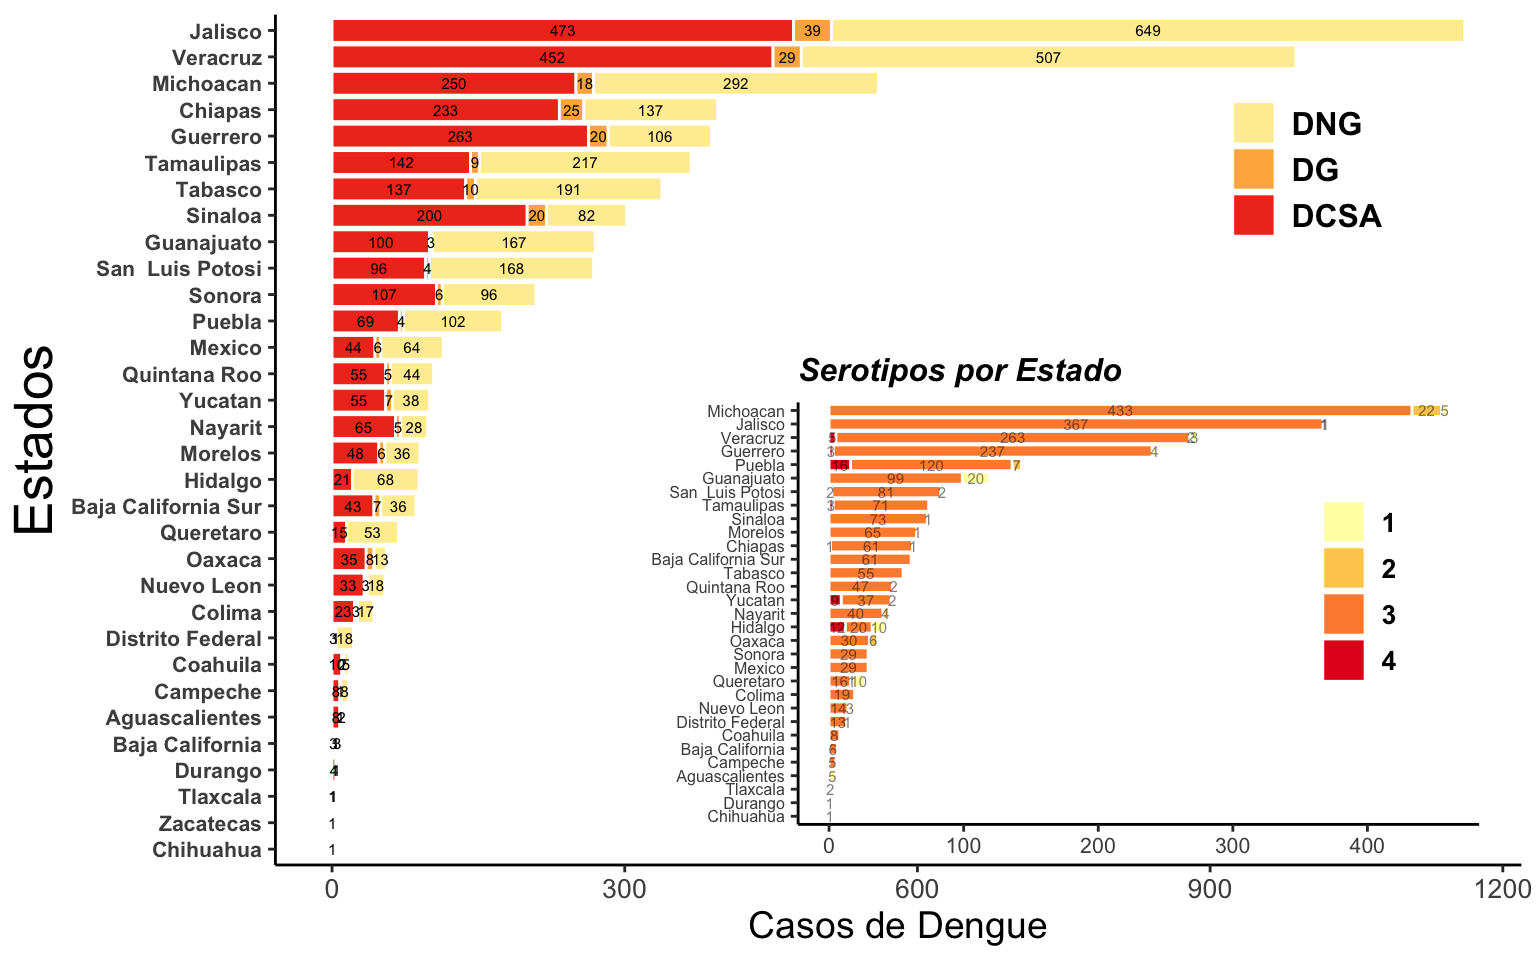 Jalisco 473 39 649
Veracruz 452 29 507
Michoacan 250 18 292
Chiapas 233 25 137
Guerrero 263 20 106
Tamaulipas 142 9 217
Tabasco 137 10 191
Sinaloa 200 20 82
Guanajuato 100 3 167
San  Luis Potosi 96 4 168
Sonora 107 6 96
Puebla 69 4 102
Mexico 44 6 64
Quintana Roo 55 5 44
Yucatan 55 7 38
Nayarit 65 5 28
Morelos 48 6 36
Hidalgo 21 68
Baja California Sur 43 7 36
Queretaro 15 53
Oaxaca 35 8 13
Nuevo Leon 33 3 18
Colima 23 3 17
Distrito Federal 18
Coahuila
Campeche
Aguascalientes
Baja California
Durango
Tlaxcala
Zacatecas 1
Chihuahua 1
0 300 600 900 1200
Casos de Dengue
Estados
DNG
DG
DCSA
Serotipos por Estado
Michoacan 433 22 5
Jalisco 367 1
Veracruz 263
Guerrero 3 237 4
Puebla 16 120 7
Guanajuato 99 20
San  Luis Potosi 2 81 2
Tamaulipas 3 71
Sinaloa 73 1
Morelos 65 1
Chiapas 1 61 1
Baja California Sur 61
Tabasco 55
Quintana Roo 47 2
Yucatan 37 2
Nayarit 40 4
Hidalgo 12 20 10
Oaxaca 30 6
Sonora 29
Mexico 29
Queretaro 16 1 10
Colima 19
Nuevo Leon 14 3
Distrito Federal 13 1
Coahuila 8
Baja California
Campeche
Aguascalientes 5
Tlaxcala 2
Durango 1
Chihuahua 1
0 100 200 300 400
1
2
3
4